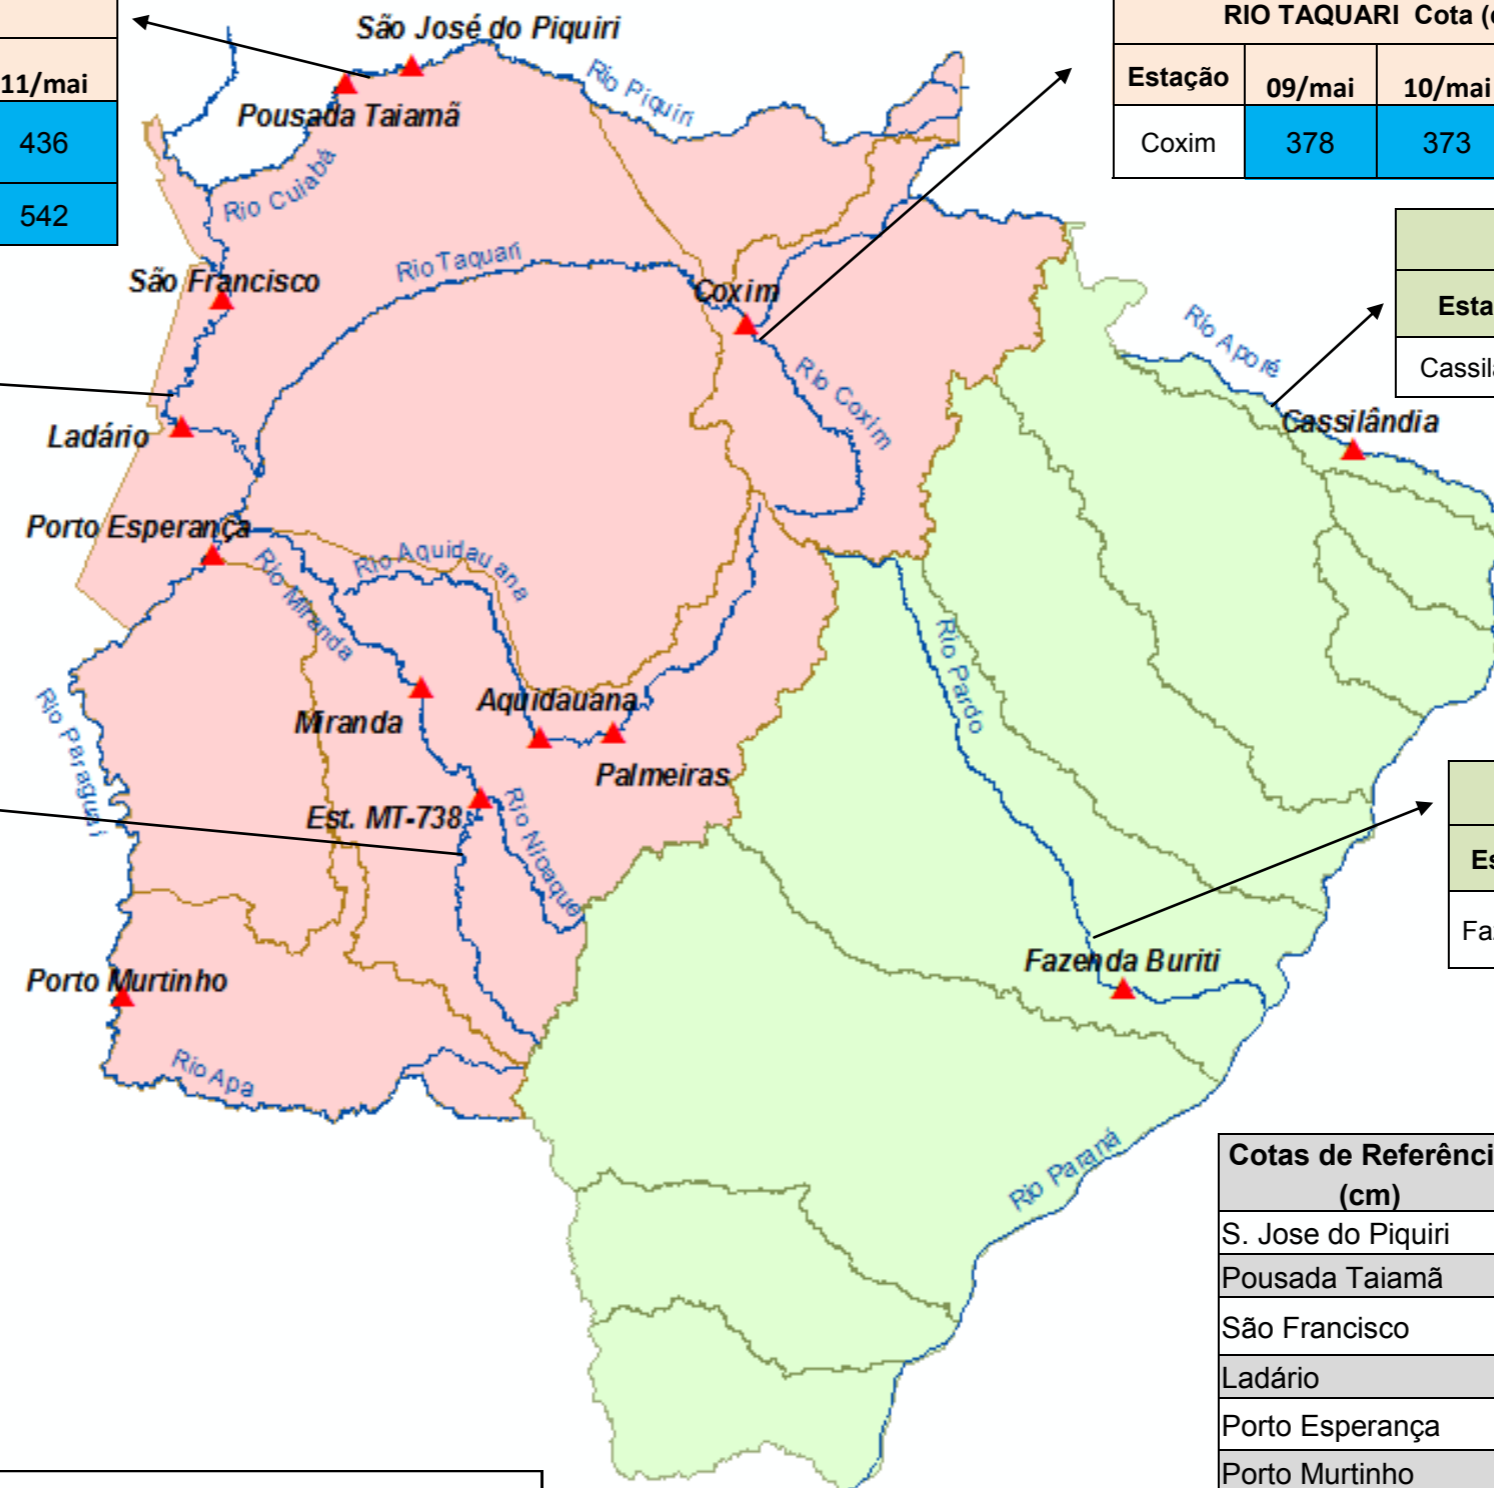 11/mai
436
542
São José do Piquiri
Pousada Taiamã
Rio Piquiri
Rio Cuiabá
RIO TAQUARI Cota (
Estação
09/mai
10/mai
Coxim
378
373
São Francisco
Rio Taquari
Coxim
Rio Coxim
Rio Aporé
Esta
Cassil
Cassilândia
Ladário
Porto Esperança
Rio Miranda
Rio Aquidauana
Rio Pardo
Rio Paraguai
Miranda
Aquidauana
Palmeiras
Est. MT-738
Rio Nioaque
Es
Fa
Porto Murtinho
Fazenda Buriti
Rio Apa
Rio Paraná
Cotas de Referênci
(cm)
S. Jose do Piquiri
Pousada Taiamã
São Francisco
Ladário
Porto Esperança
Porto Murtinho